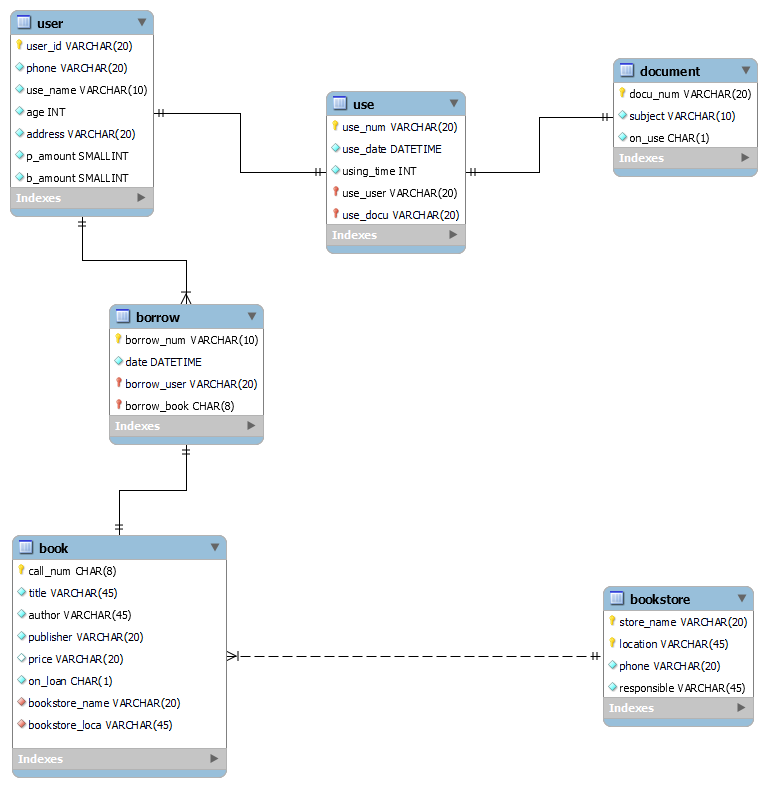 user
user_id VARCHAR(20)
phone VARCHAR(20)
use_name VARCHAR(10)
age INT
address VARCHAR(20)
p_amount SMALLINT
b_amount SMALLINT
Indexes
use
use_num VARCHAR(20)
use_date DATETIME
using_time INT
use_user VARCHAR(20)
use_docu VARCHAR(20)
Indexes
document
docu_num VARCHAR(20)
subject VARCHAR(10)
on_use CHAR(1)
Indexes
borrow
borrow_num VARCHAR(10)
date DATETIME
borrow_user VARCHAR(20)
borrow_book CHAR(8)
Indexes
book
call_num CHAR(8)
title VARCHAR(45)
author VARCHAR(45)
publisher VARCHAR(20)
price VARCHAR(20)
on_loan CHAR(1)
bookstore_name VARCHAR(20)
bookstore_loca VARCHAR(45)
Indexes
bookstore
store_name VARCHAR(20)
location VARCHAR(45)
phone VARCHAR(20)
responsible VARCHAR(45)
Indexes